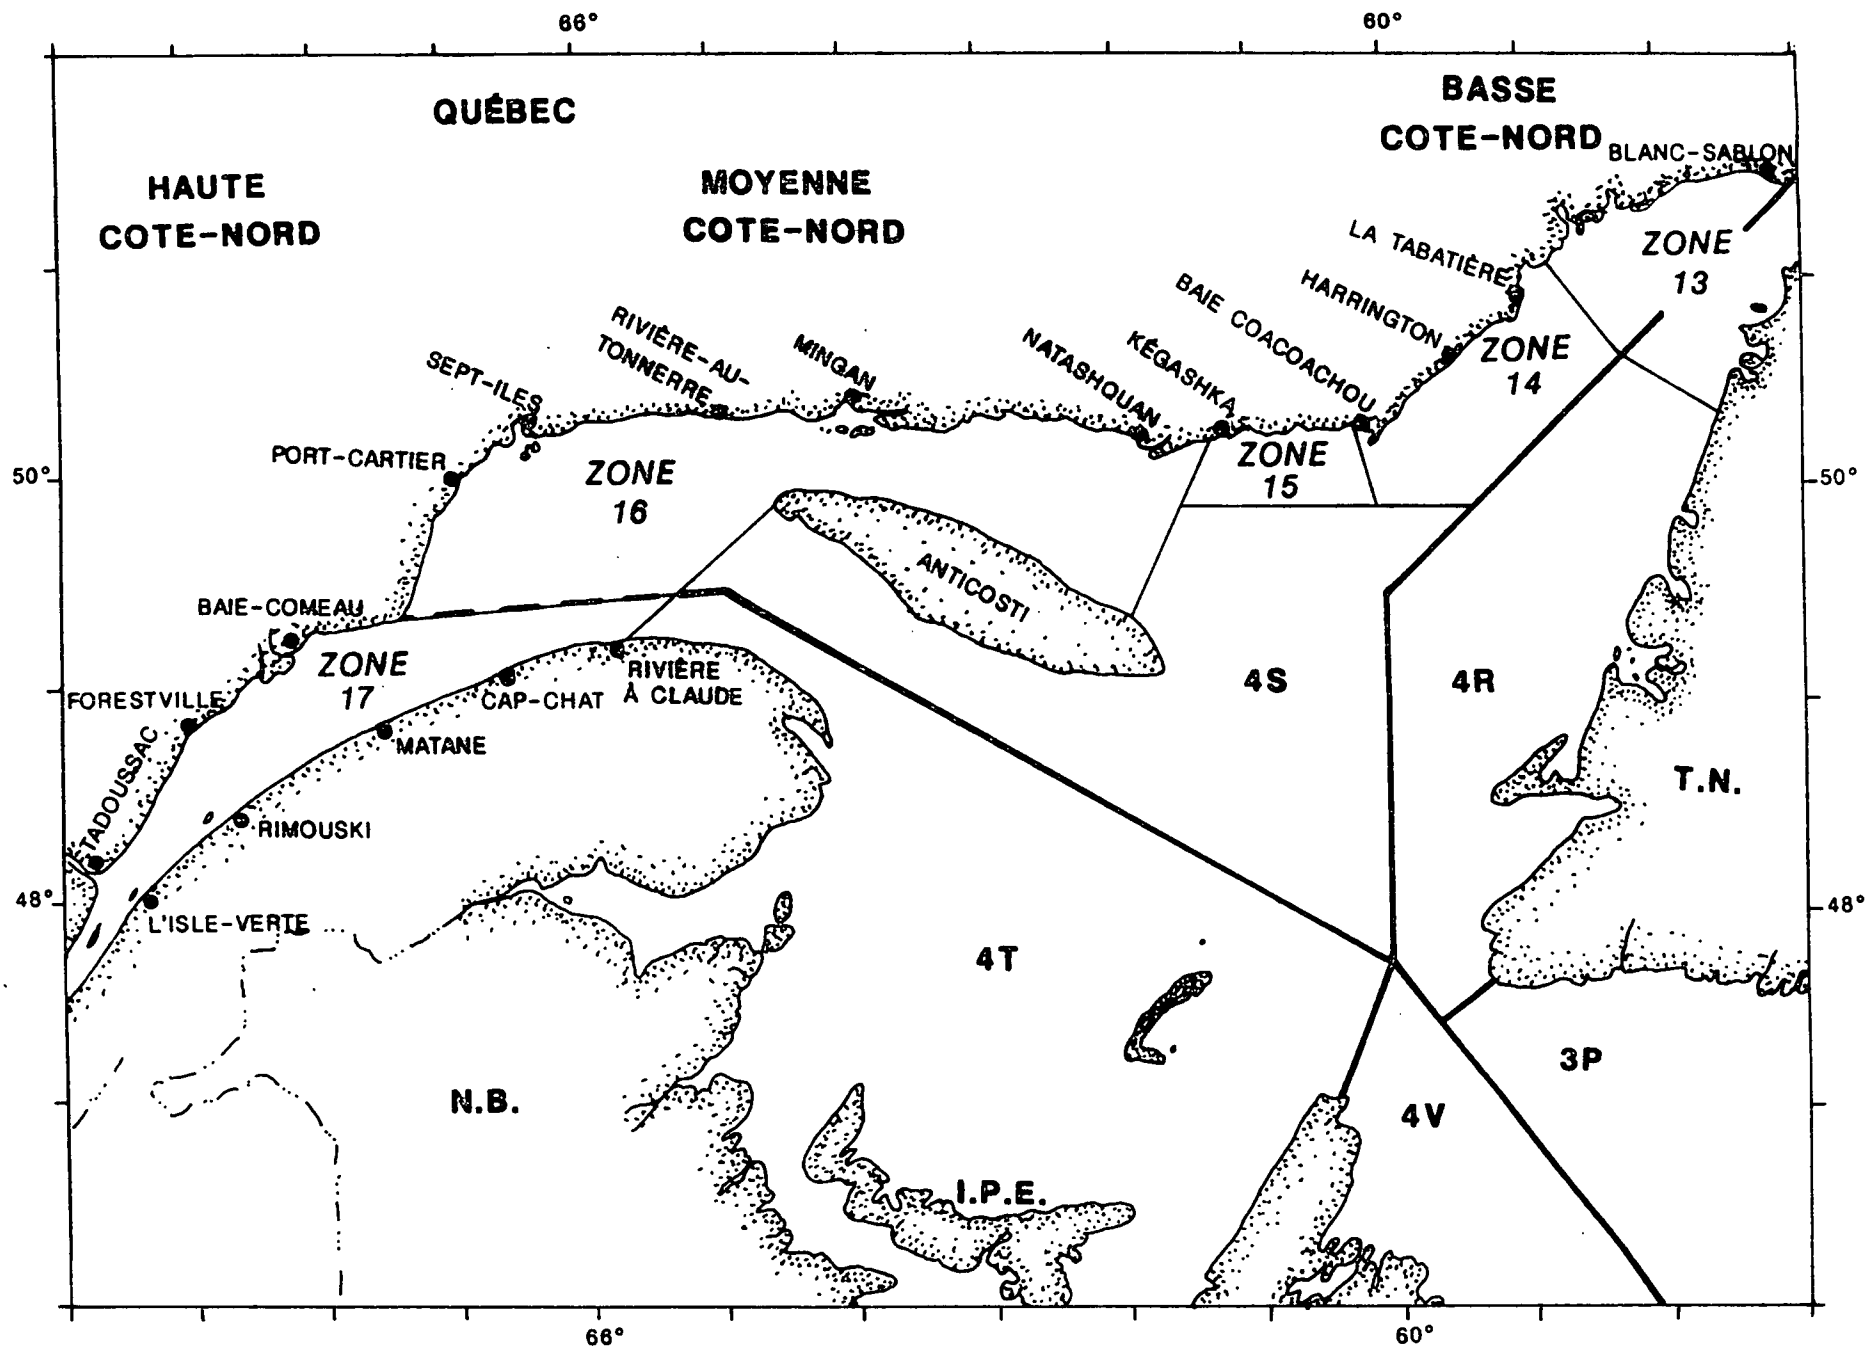 66°
60°
QUÉBEC
BASSE
COTE-NORD
BLANC-SABLON
HAUTE
COTE-NORD
MOYENNE
COTE-NORD
LA TABATIÈRE
ZONE
13
HARRINGTON
BAIE COACOACHOU
KÉGASHKA
NATASHQUAN
MINGAN
RIVIÈRE-AU-
TONNERRE
SEPT-ILES
ZONE
14
PORT-CARTIER
50°
50°
ZONE
16
ZONE
15
ANTICOSTI
BAIE-COMEAU
ZONE
17
RIVIÈRE
À CLAUDE
4S
4R
FORESTVILLE
CAP-CHAT
MATANE
TADOUSSAC
T.N.
RIMOUSKI
48°
48°
L'ISLE-VERTE
4T
3P
N.B.
4V
I.P.E.
66°
60°